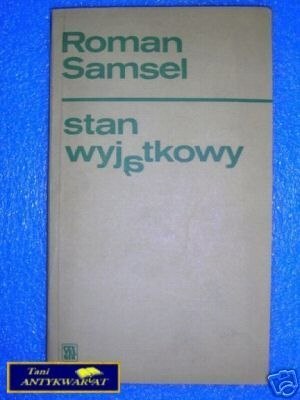 Roman
Samsel
stan
wyjątkowy
Tani
ANTYKWARIAT